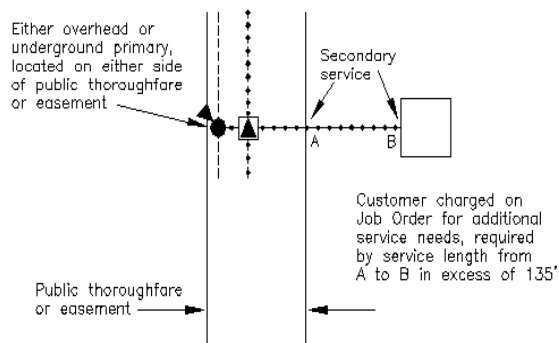 Either overhead or
underground primary,
located on either side
of public thoroughfare
or easement
Secondary
service
A
B
Customer charged on
Job Order for additional
service needs, required
by service length from
A to B in excess of 135'
Public thoroughfare
or easement